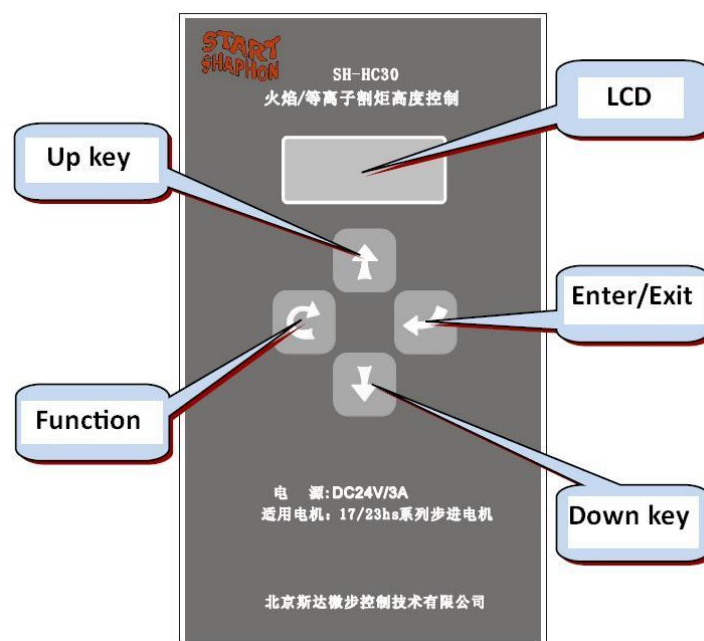 START
SHAPHON
SH-HC30
火焰/等离子割炬高度控制
LCD
Up key
Enter/Exit
Function
Down key
电 源:DC24V/3A
适用电机: 17/23hs系列步进电机
北京斯达微步控制技术有限公司